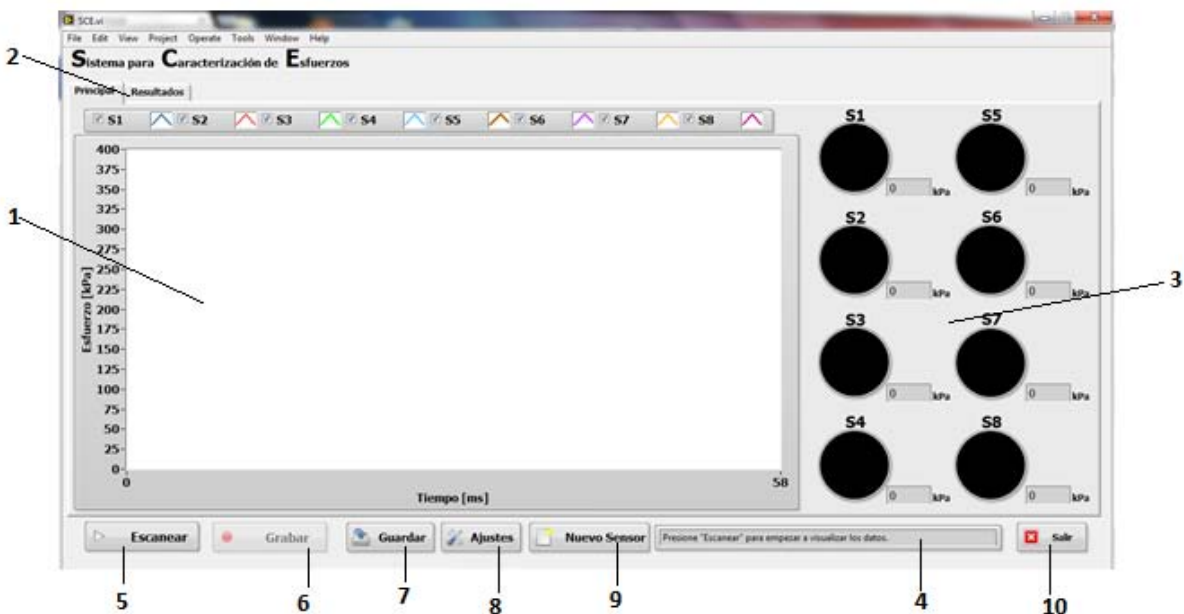 SCE.vi
File Edit View Project Operate Tools Window Help
Sistema para Caracterización de Esfuerzos
2
Principal Resultados
S1 S2 S3 S4 S5 S6 S7 S8
400
375
350
325
300
275
250
225
200
175
150
125
100
75
50
25
0
Esfuerzo [kPa]
0 58
Tiempo [ms]
1
S1 S5
0 kPa 0 kPa
S2 S6
0 kPa 0 kPa
3
S3 S7
0 kPa 0 kPa
S4 S8
0 kPa 0 kPa
Escanear Grabar Guardar Ajustes Nuevo Sensor Presione "Escanear" para empezar a visualizar los datos. Salir
5 6 7 8 9 4 10